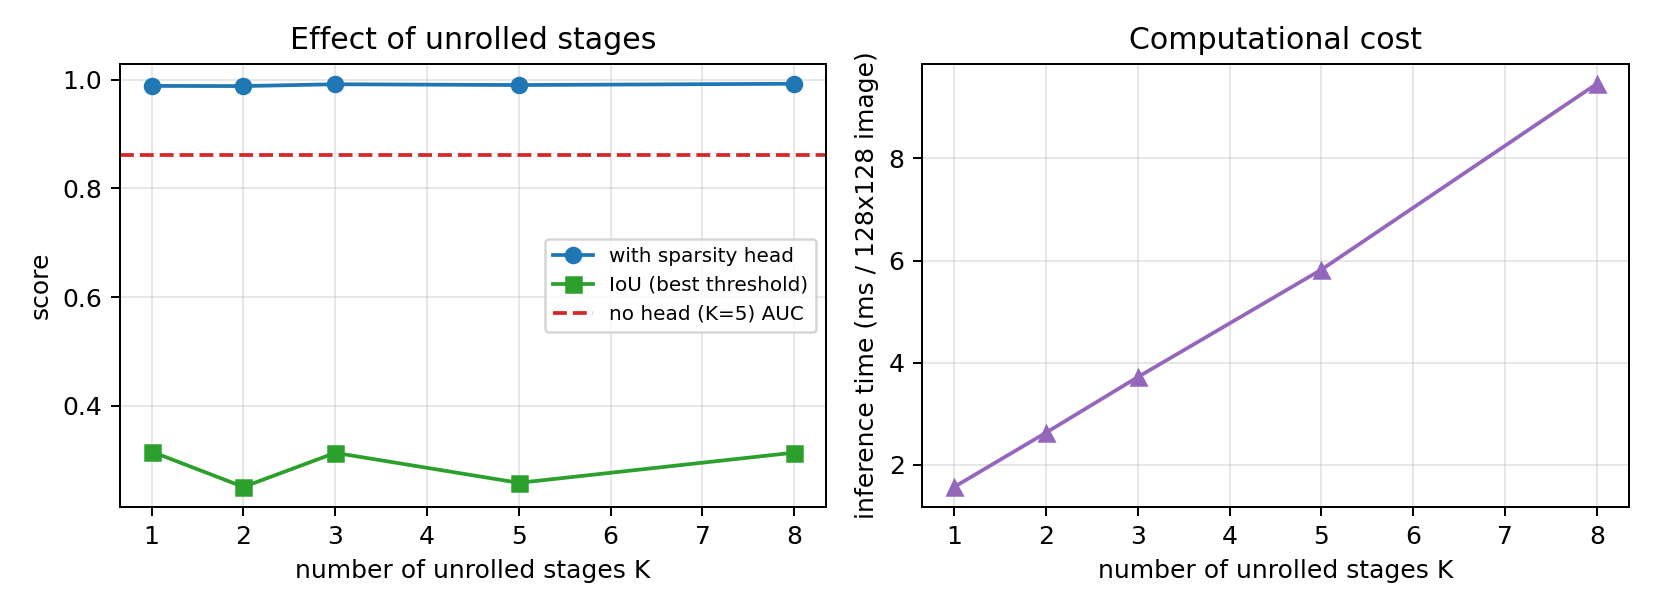 Effect of unrolled stages
score
1.0
0.8
0.6
0.4
with sparsity head
IoU (best threshold)
no head (K=5) AUC
1 2 3 4 5 6 7 8
number of unrolled stages K
Computational cost
inference time (ms / 128x128 image)
8
6
4
2
1 2 3 4 5 6 7 8
number of unrolled stages K